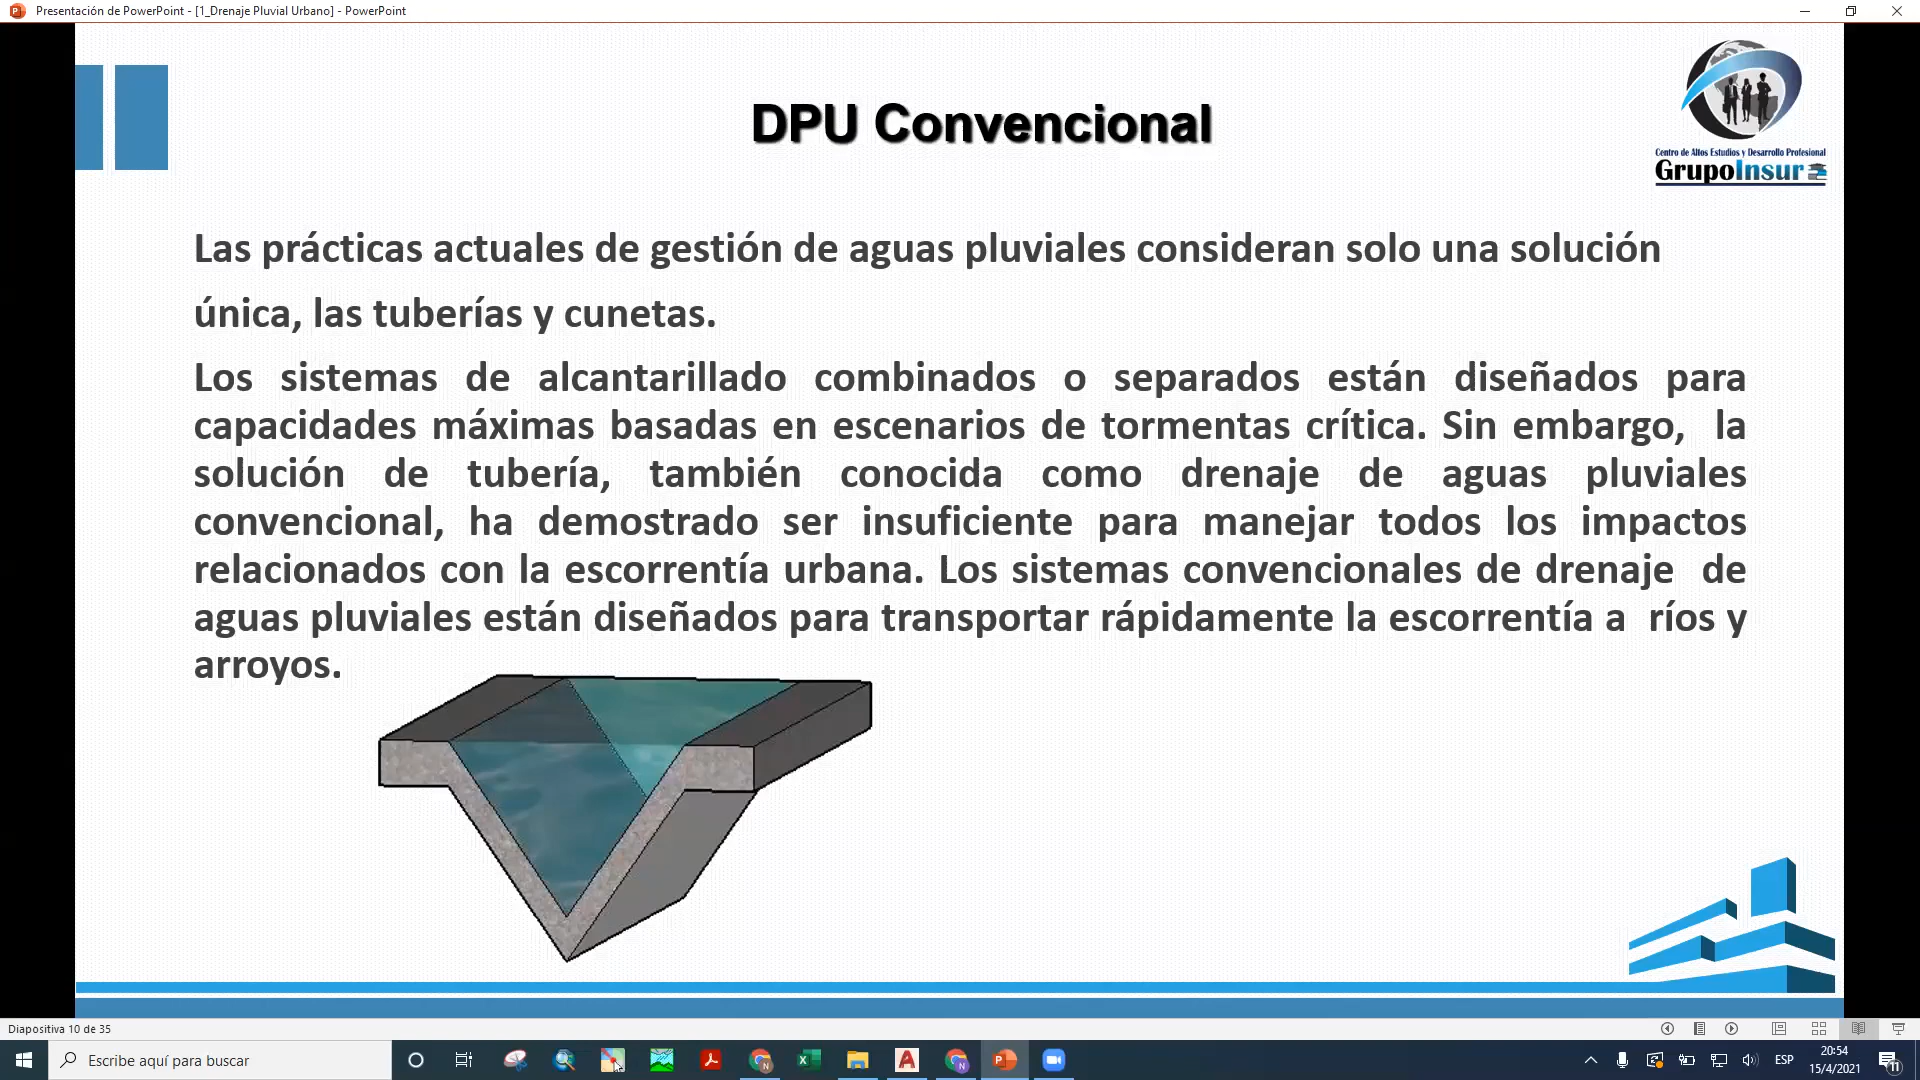 Presentación de PowerPoint - [1_Drenaje Pluvial Urbano] - PowerPoint
DPU Convencional
Centro de Altos Estudios y Desarrollo Profesional
GrupoInsur
Las prácticas actuales de gestión de aguas pluviales consideran solo una solución
única, las tuberías y cunetas.
Los sistemas de alcantarillado combinados o separados están diseñados para
capacidades máximas basadas en escenarios de tormentas crítica. Sin embargo, la
solución de tubería, también conocida como drenaje de aguas pluviales
convencional, ha demostrado ser insuficiente para manejar todos los impactos
relacionados con la escorrentía urbana. Los sistemas convencionales de drenaje de
aguas pluviales están diseñados para transportar rápidamente la escorrentía a ríos y
arroyos.
Diapositiva 10 de 35
Escribe aquí para buscar
ESP
20:54
15/4/2021
11